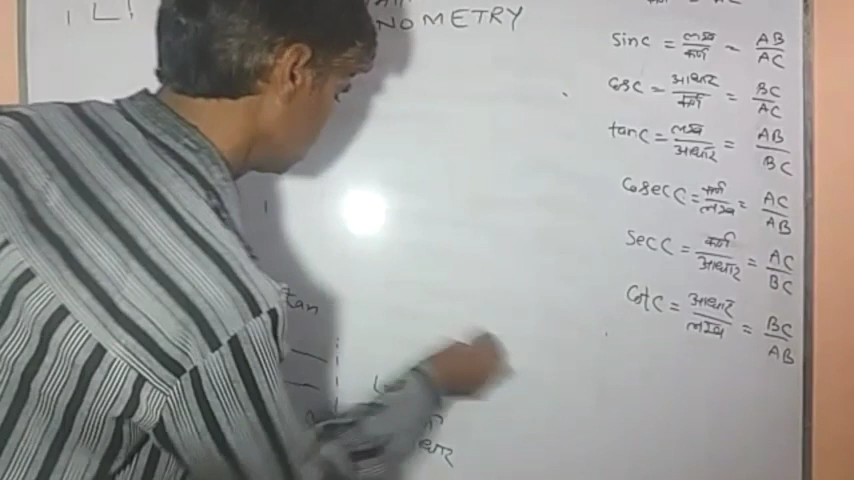 NOMETRY
sinc = लम्ब/कर्ण = AB/AC
cosc = आधार/कर्ण = BC/AC
tanc = लम्ब/आधार = AB/BC
cosecc = कर्ण/लम्ब = AC/AB
secc = कर्ण/आधार = AC/BC
cotc = आधार/लम्ब = BC/AB
tan